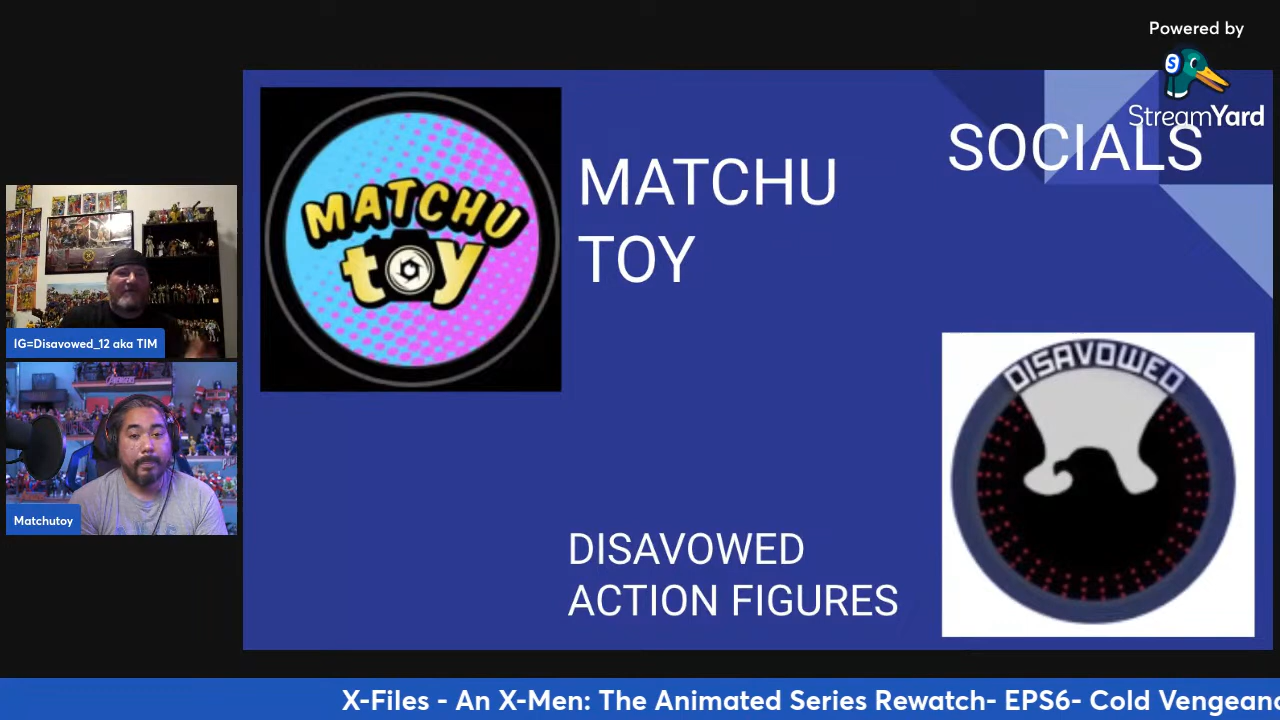 Powered by
StreamYard
SOCIALS
MATCHU
TOY
MATCHU
toy
DISAVOWED
DISAVOWED
ACTION FIGURES
IG=Disavowed_12 aka TIM
AVENGERS
Matchutoy
X-Files - An X-Men: The Animated Series Rewatch- EPS6- Cold Vengeanc